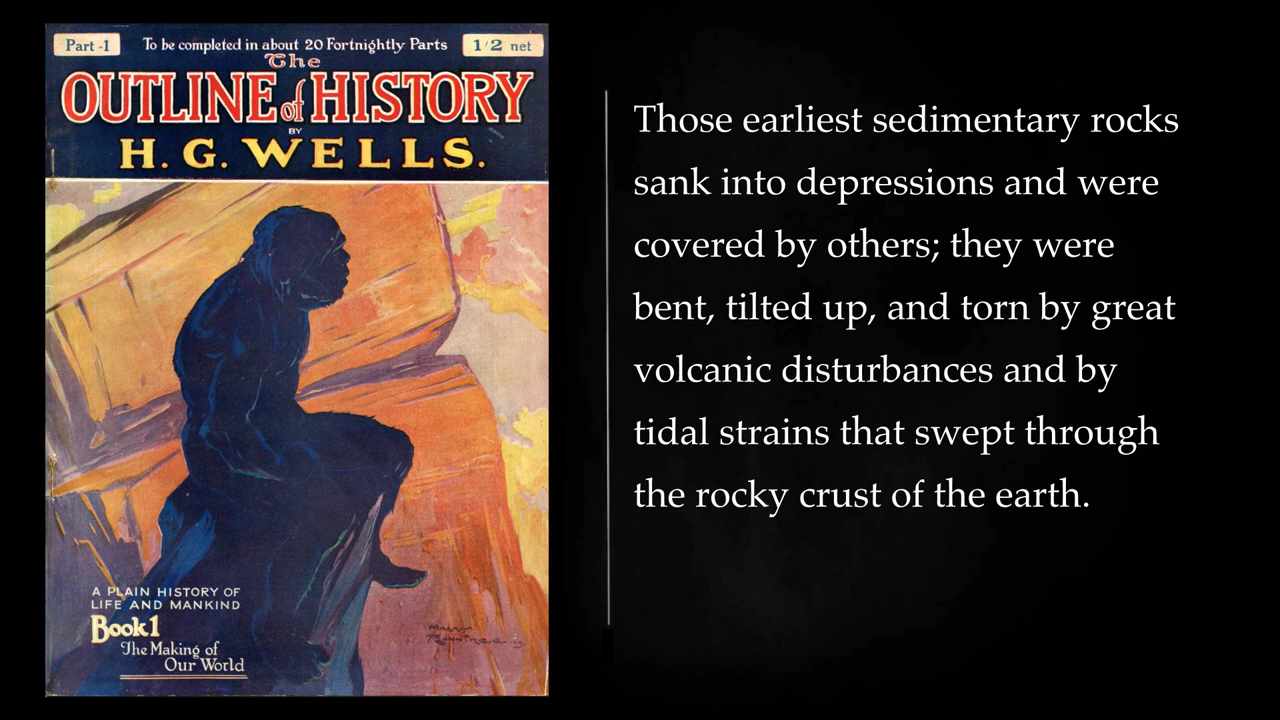 Part -1
To be completed in about 20 Fortnightly Parts
1/2 net
The
OUTLINE of HISTORY
BY
H. G. WELLS.
A PLAIN HISTORY OF
LIFE AND MANKIND
Book 1
The Making of
Our World
Those earliest sedimentary rocks
sank into depressions and were
covered by others; they were
bent, tilted up, and torn by great
volcanic disturbances and by
tidal strains that swept through
the rocky crust of the earth.